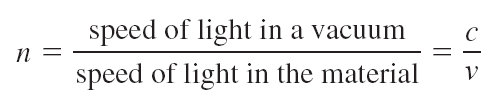 n = speed of light in a vacuum / speed of light in the material = c / v